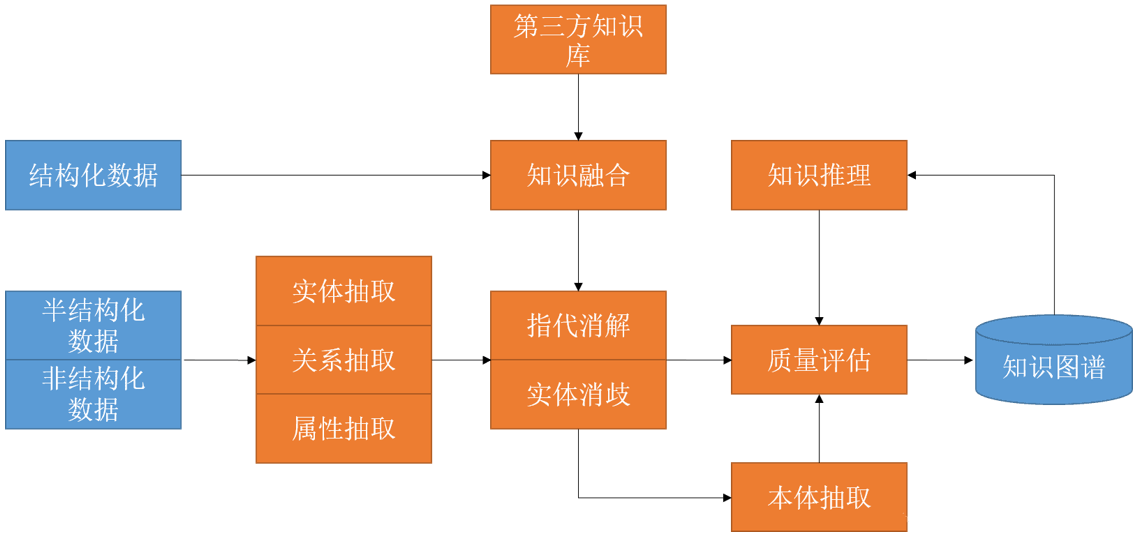 第三方知识
库
结构化数据
知识融合
知识推理
半结构化
数据
非结构化
数据
实体抽取
关系抽取
属性抽取
指代消解
实体消歧
质量评估
知识图谱
本体抽取